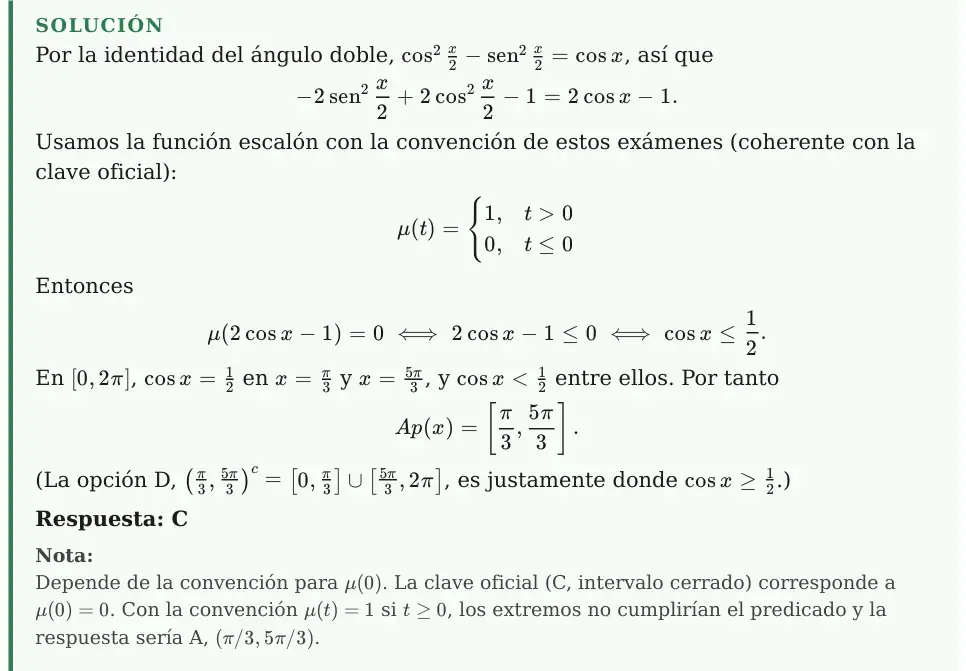 SOLUCIÓN
Por la identidad del ángulo doble, cos² x/2 − sen² x/2 = cos x, así que
−2 sen² x/2 + 2 cos² x/2 − 1 = 2 cos x − 1.
Usamos la función escalón con la convención de estos exámenes (coherente con la
clave oficial):
μ(t) = { 1, t > 0
0, t ≤ 0
Entonces
μ(2 cos x − 1) = 0 ⟺ 2 cos x − 1 ≤ 0 ⟺ cos x ≤ 1/2.
En [0, 2π], cos x = 1/2 en x = π/3 y x = 5π/3, y cos x < 1/2 entre ellos. Por tanto
Ap(x) = [π/3, 5π/3].
(La opción D, (π/3, 5π/3)ᶜ = [0, π/3] ∪ [5π/3, 2π], es justamente donde cos x ≥ 1/2.)
Respuesta: C
Nota:
Depende de la convención para μ(0). La clave oficial (C, intervalo cerrado) corresponde a
μ(0) = 0. Con la convención μ(t) = 1 si t ≥ 0, los extremos no cumplirían el predicado y la
respuesta sería A, (π/3, 5π/3).